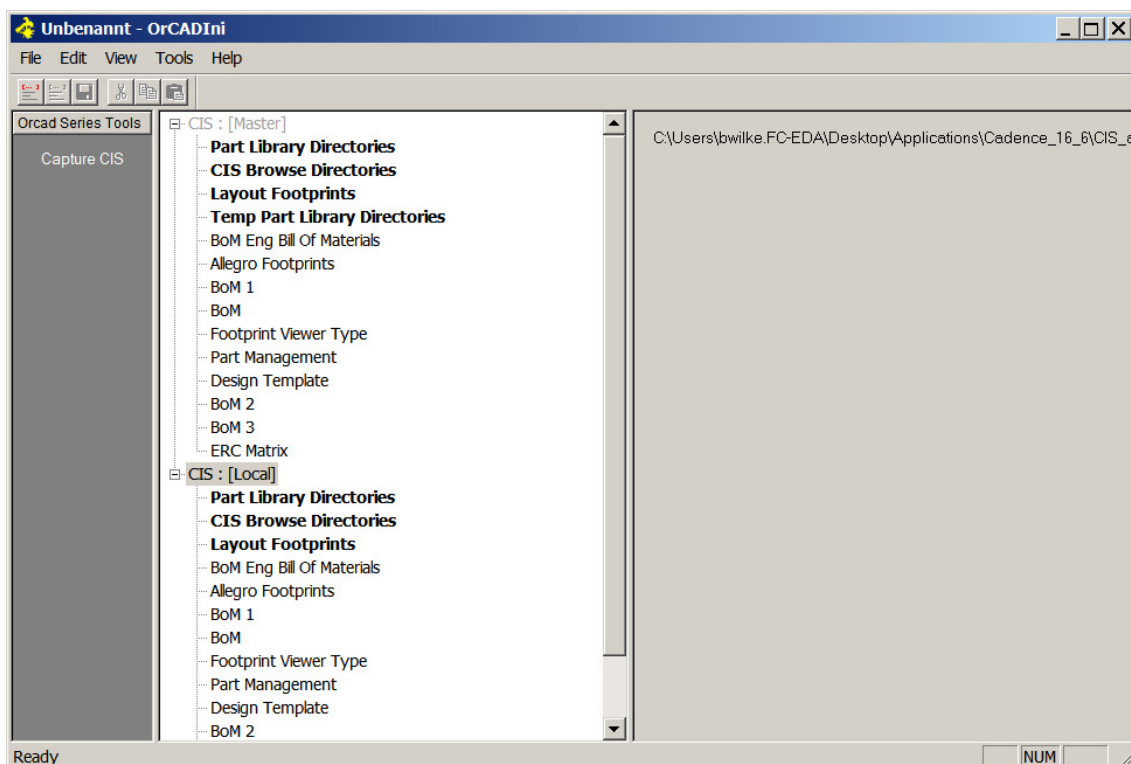 Unbenannt - OrCADIni
File Edit View Tools Help
Orcad Series Tools
Capture CIS
CIS : [Master]
Part Library Directories
CIS Browse Directories
Layout Footprints
Temp Part Library Directories
BoM Eng Bill Of Materials
Allegro Footprints
BoM 1
BoM
Footprint Viewer Type
Part Management
Design Template
BoM 2
BoM 3
ERC Matrix
CIS : [Local]
Part Library Directories
CIS Browse Directories
Layout Footprints
BoM Eng Bill Of Materials
Allegro Footprints
BoM 1
BoM
Footprint Viewer Type
Part Management
Design Template
BoM 2
C:\Users\bwilke.FC-EDA\Desktop\Applications\Cadence_16_6\CIS_a
Ready
NUM